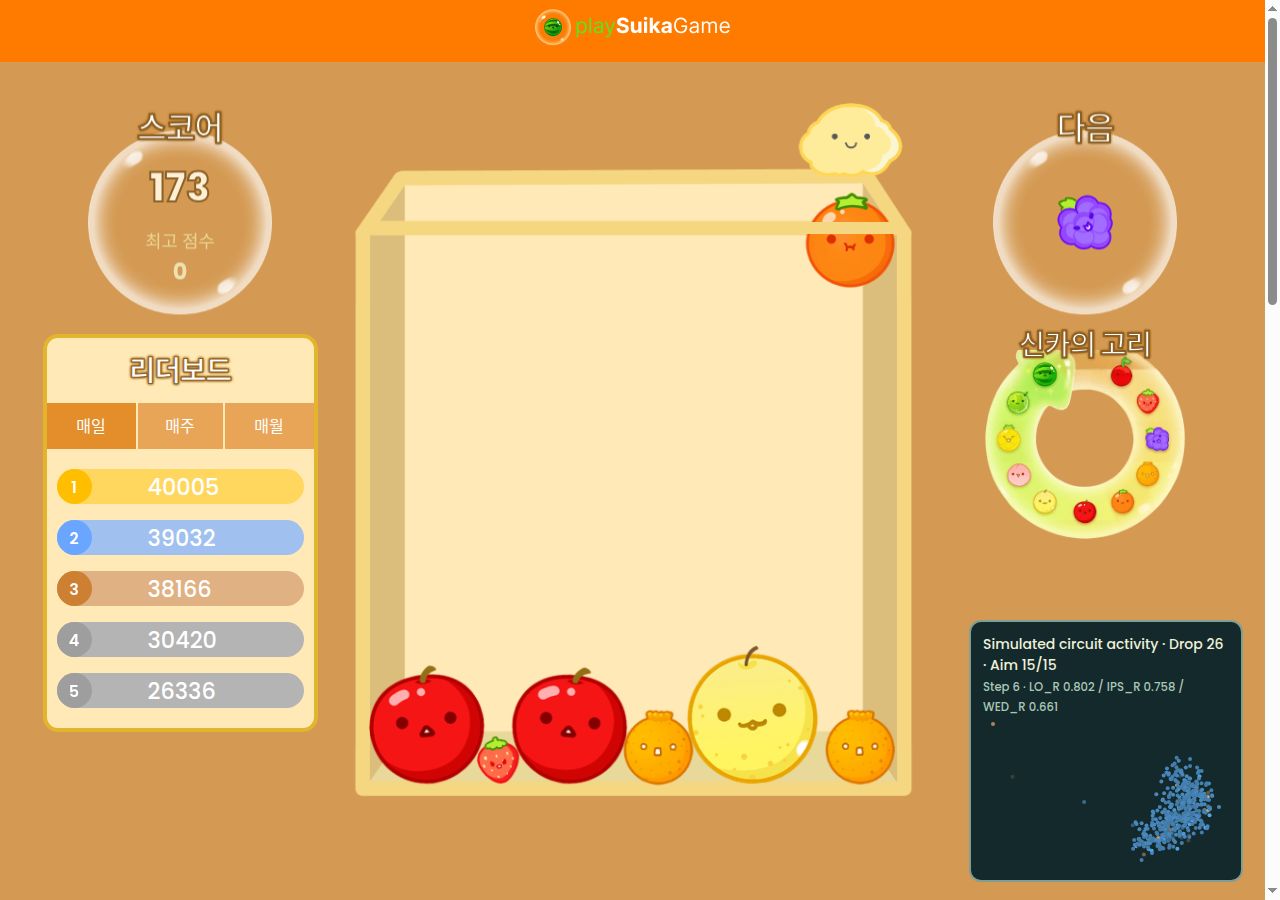 playSuikaGame
스코어
173
최고 점수
0
다음
신카의 고리
리더보드
매일 매주 매월
1 40005
2 39032
3 38166
4 30420
5 26336
Simulated circuit activity · Drop 26
· Aim 15/15
Step 6 · LO_R 0.802 / IPS_R 0.758 /
WED_R 0.661